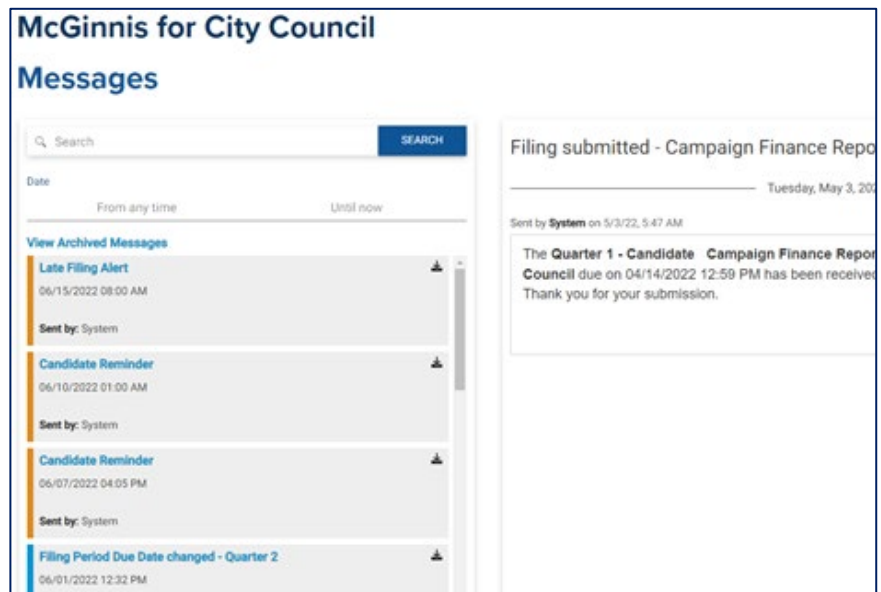 McGinnis for City Council
Messages
Search
SEARCH
Date
From any time
Until now
View Archived Messages
Late Filing Alert
06/15/2022 08:00 AM
Sent by: System
Candidate Reminder
06/10/2022 01:00 AM
Sent by: System
Candidate Reminder
06/07/2022 04:05 PM
Sent by: System
Filing Period Due Date changed - Quarter 2
06/01/2022 12:32 PM
Filing submitted - Campaign Finance Repo
Tuesday, May 3, 202
Sent by System on 5/3/22, 5:47 AM
The Quarter 1 - Candidate Campaign Finance Repor
Council due on 04/14/2022 12:59 PM has been received
Thank you for your submission.